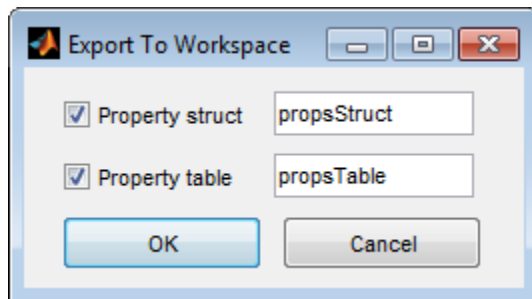 Export To Workspace
Property struct propsStruct
Property table propsTable
OK Cancel